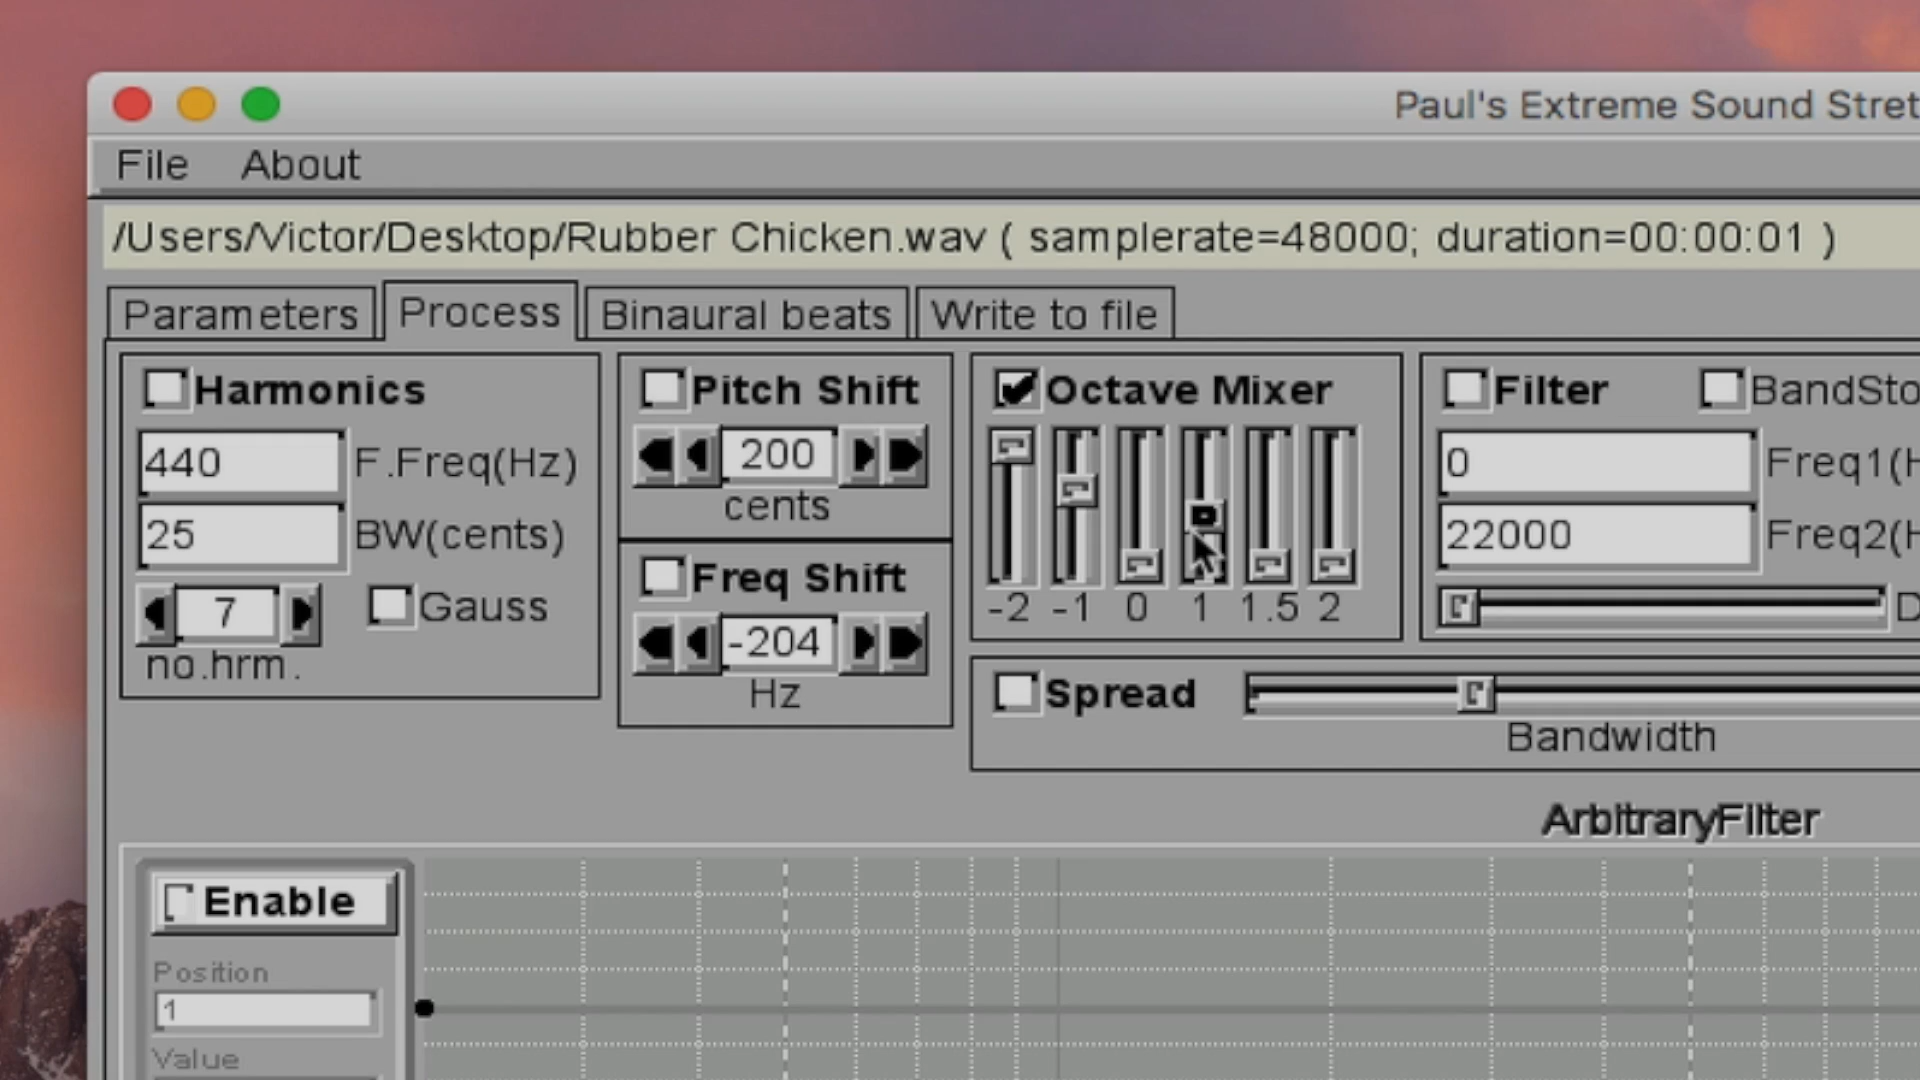 Paul's Extreme Sound Stret
File About
/Users/Victor/Desktop/Rubber Chicken.wav ( samplerate=48000; duration=00:00:01 )
Parameters Process Binaural beats Write to file
Harmonics
440 F.Freq(Hz)
25 BW(cents)
7 Gauss
no.hrm.
Pitch Shift
200
cents
Freq Shift
-204
Hz
Octave Mixer
-2 -1 0 1 1.5 2
Filter BandSto
0 Freq1(H
22000 Freq2(H
D
Spread
Bandwidth
ArbitraryFilter
Enable
Position
1
Value